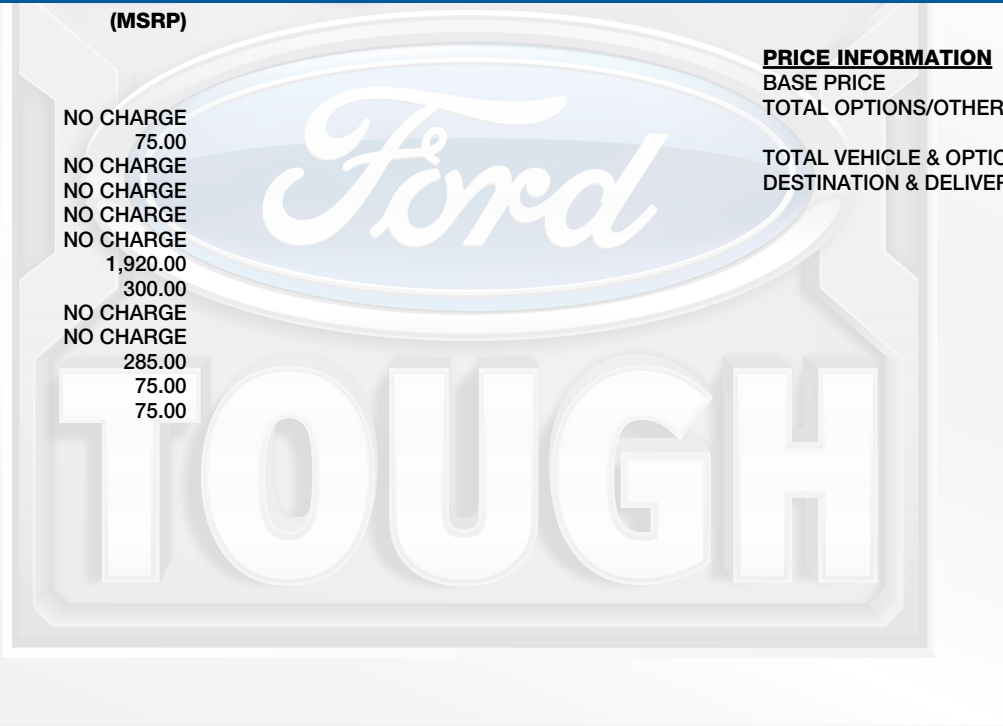 (MSRP)
NO CHARGE
75.00
NO CHARGE
NO CHARGE
NO CHARGE
NO CHARGE
1,920.00
300.00
NO CHARGE
NO CHARGE
285.00
75.00
75.00
PRICE INFORMATION
BASE PRICE
TOTAL OPTIONS/OTHER
TOTAL VEHICLE & OPTIO
DESTINATION & DELIVER
Ford
TOUGH